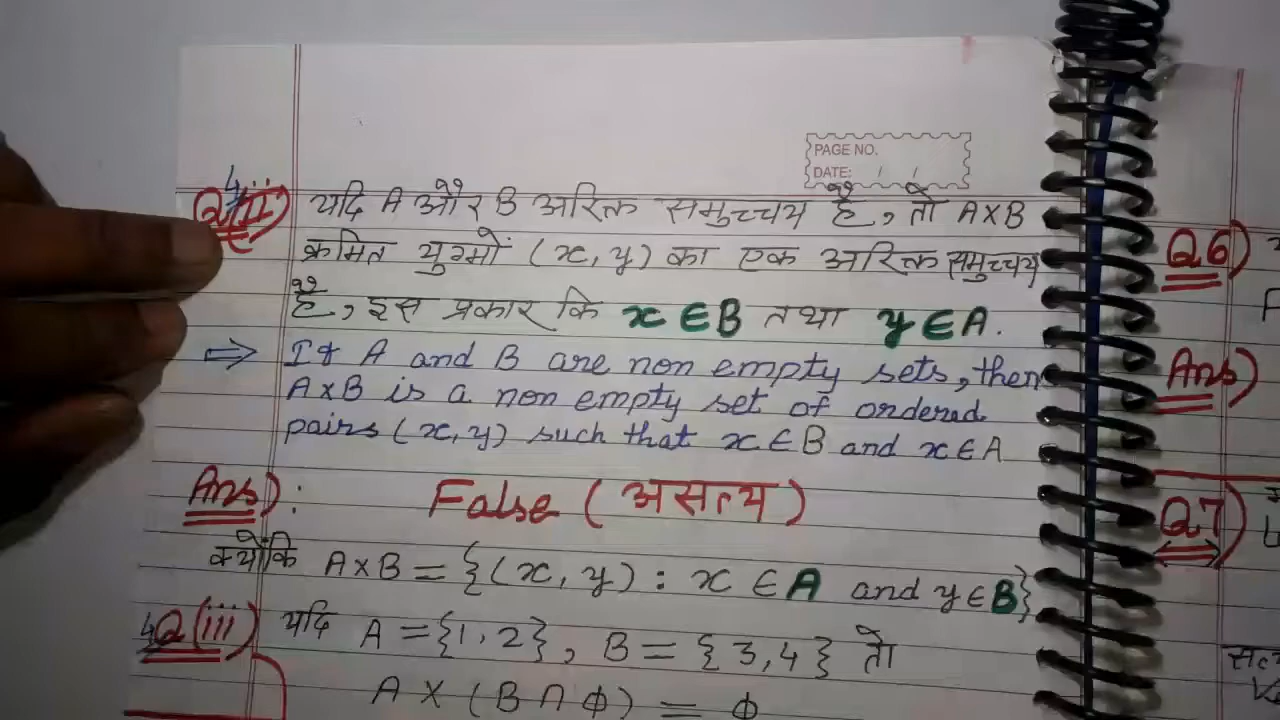 PAGE NO.
DATE: / /
4
Q ii) यदि A और B अरिक्त समुच्चय है, तो A×B
क्रमित युग्मों (x, y) का एक अरिक्त समुच्चय
है, इस प्रकार कि x∈B तथा y∈A.
⇒ If A and B are non empty sets, then
A×B is a non empty set of ordered
pairs (x, y) such that x∈B and x∈A
Ans): False (असत्य)
क्योंकि A×B = {(x, y) : x∈A and y∈B}
4Q(iii) यदि A = {1, 2}, B = {3, 4} तो
A × (B ∩ ϕ) = ϕ
Q6)
Ans)
Q7)